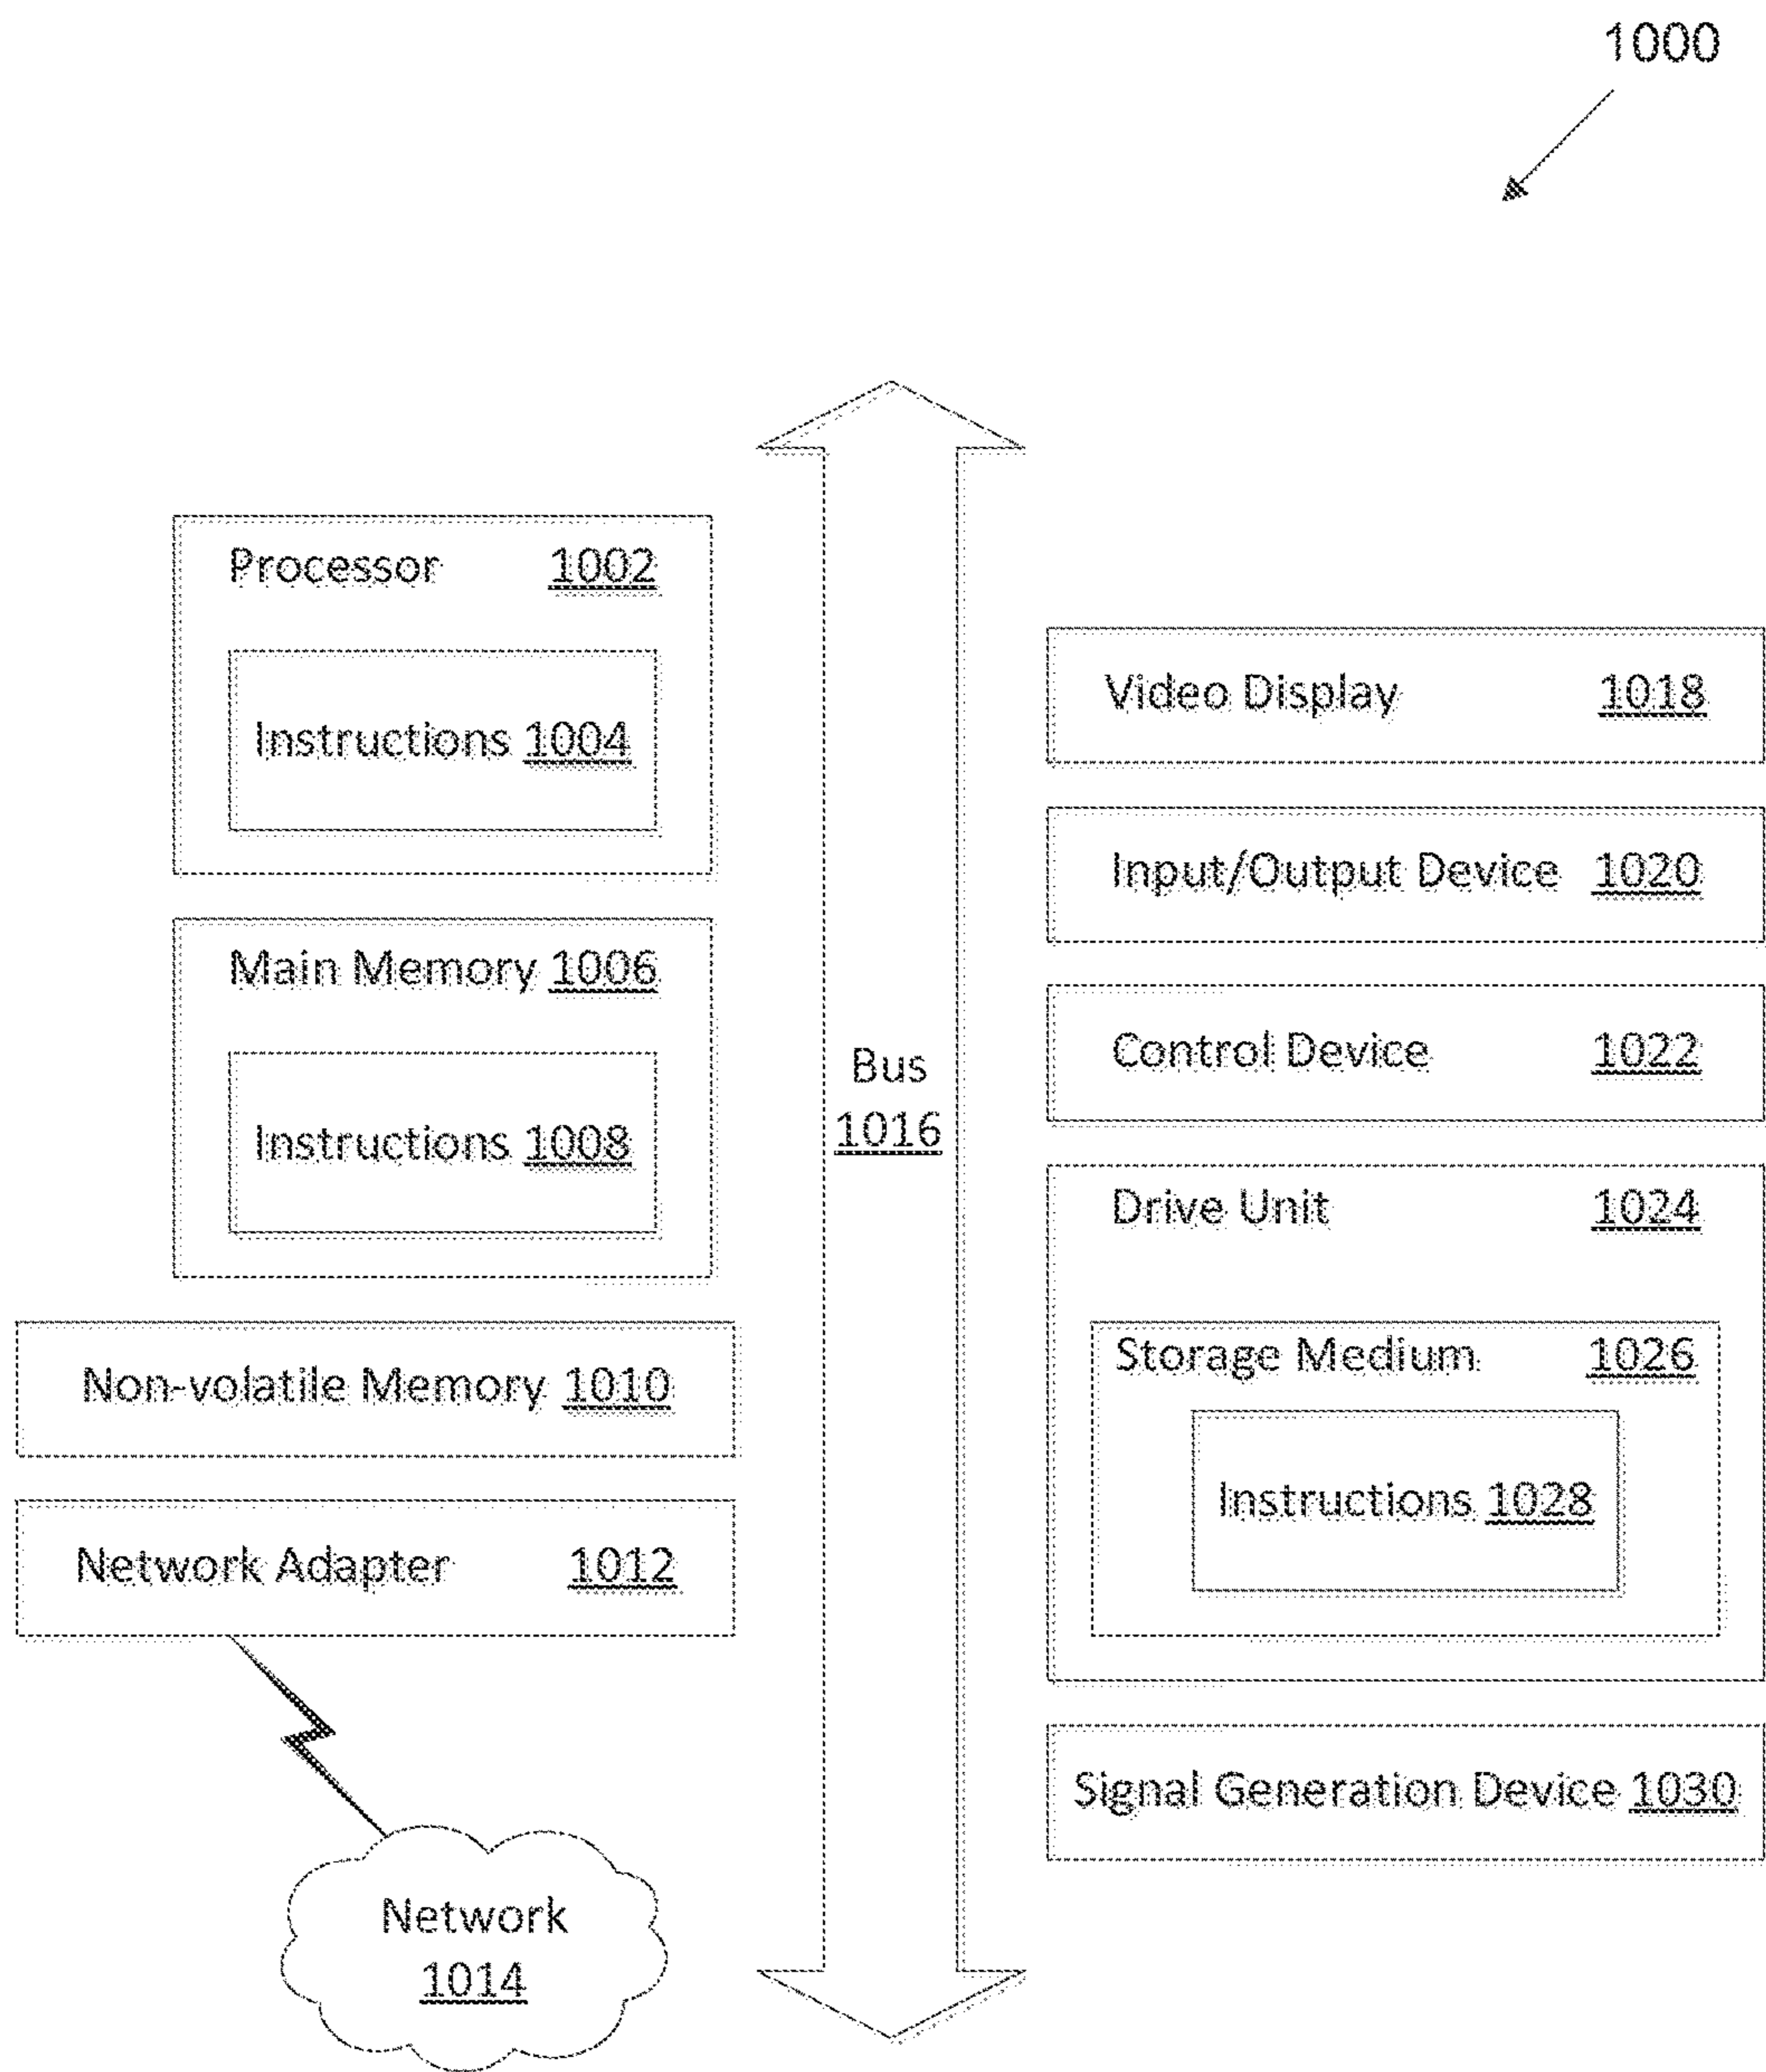 1000
Processor 1002
Instructions 1004
Main Memory 1006
Instructions 1008
Non-volatile Memory 1010
Network Adapter 1012
Network
1014
Bus
1016
Video Display 1018
Input/Output Device 1020
Control Device 1022
Drive Unit 1024
Storage Medium 1026
Instructions 1028
Signal Generation Device 1030